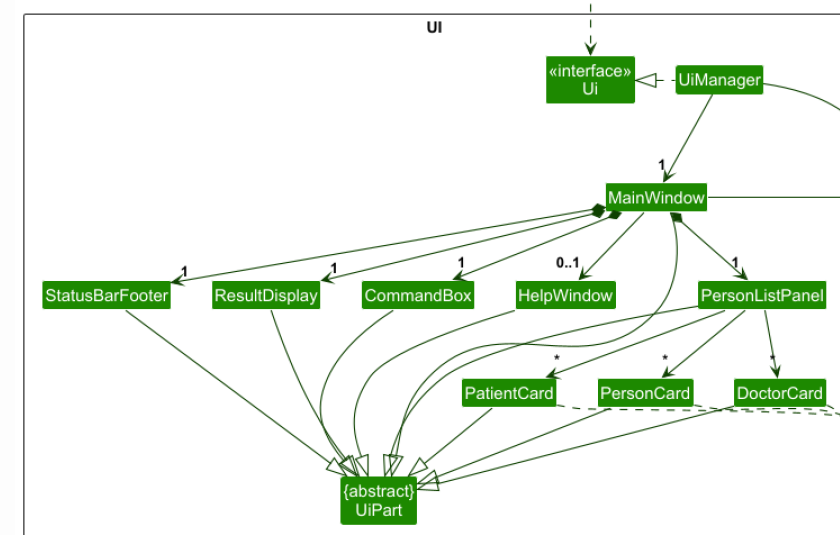 UI
«interface»
Ui
UiManager
1
MainWindow
1
1
1
0..1
1
StatusBarFooter
ResultDisplay
CommandBox
HelpWindow
PersonListPanel
*
*
*
PatientCard
PersonCard
DoctorCard
{abstract}
UiPart